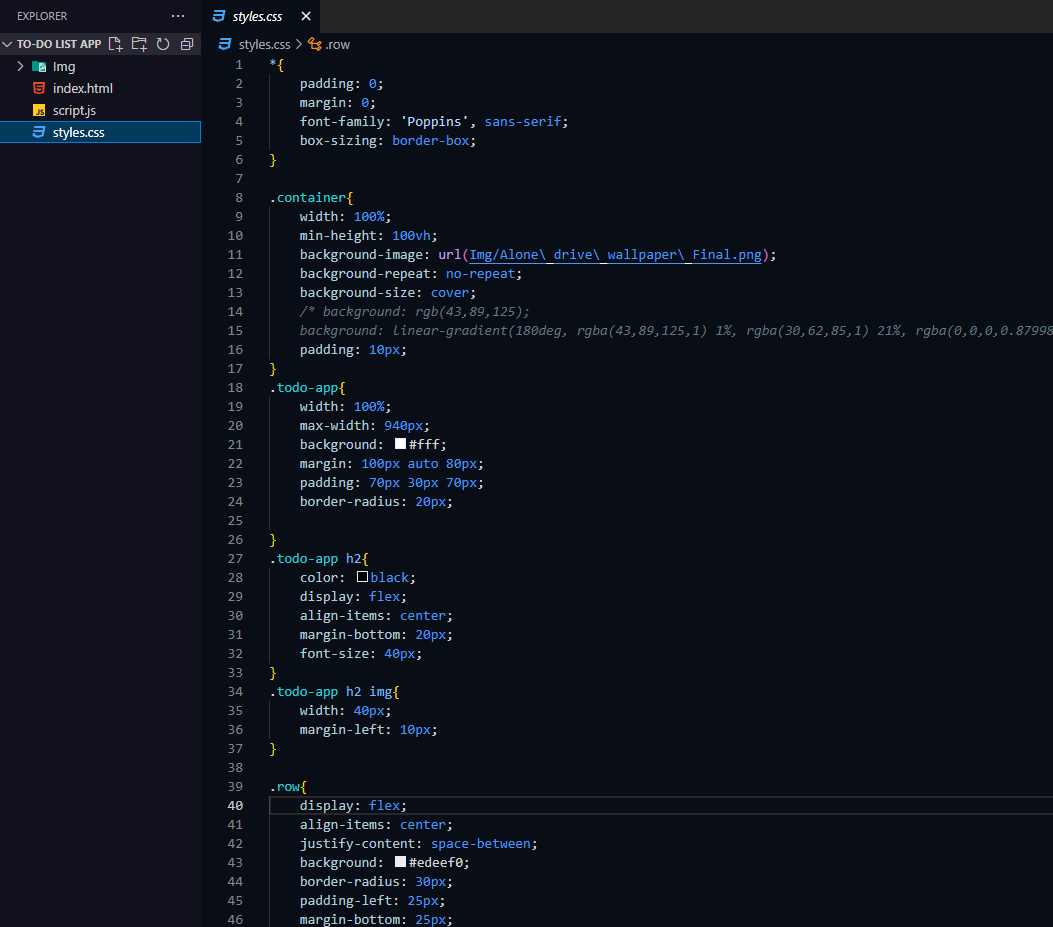 EXPLORER ...
TO-DO LIST APP
Img
index.html
JS script.js
styles.css
styles.css
styles.css > .row
1 *{
2     padding: 0;
3     margin: 0;
4     font-family: 'Poppins', sans-serif;
5     box-sizing: border-box;
6 }
7
8 .container{
9     width: 100%;
10     min-height: 100vh;
11     background-image: url(Img/Alone\ drive\ wallpaper\ Final.png);
12     background-repeat: no-repeat;
13     background-size: cover;
14     /* background: rgb(43,89,125);
15     background: linear-gradient(180deg, rgba(43,89,125,1) 1%, rgba(30,62,85,1) 21%, rgba(0,0,0,0.87998
16     padding: 10px;
17 }
18 .todo-app{
19     width: 100%;
20     max-width: 940px;
21     background: #fff;
22     margin: 100px auto 80px;
23     padding: 70px 30px 70px;
24     border-radius: 20px;
25
26 }
27 .todo-app h2{
28     color: black;
29     display: flex;
30     align-items: center;
31     margin-bottom: 20px;
32     font-size: 40px;
33 }
34 .todo-app h2 img{
35     width: 40px;
36     margin-left: 10px;
37 }
38
39 .row{
40     display: flex;
41     align-items: center;
42     justify-content: space-between;
43     background: #edeef0;
44     border-radius: 30px;
45     padding-left: 25px;
46     margin-bottom: 25px;